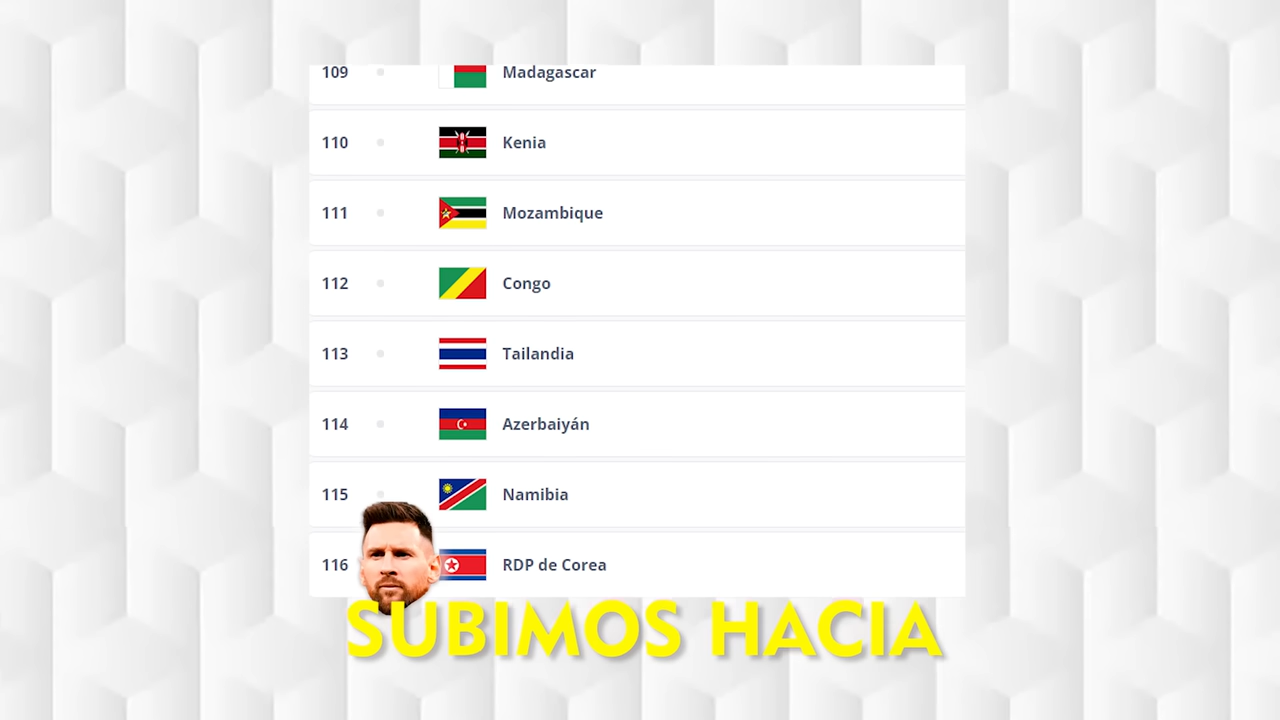 109 Madagascar
110 Kenia
111 Mozambique
112 Congo
113 Tailandia
114 Azerbaiyán
115 Namibia
116 RDP de Corea
SUBIMOS HACIA